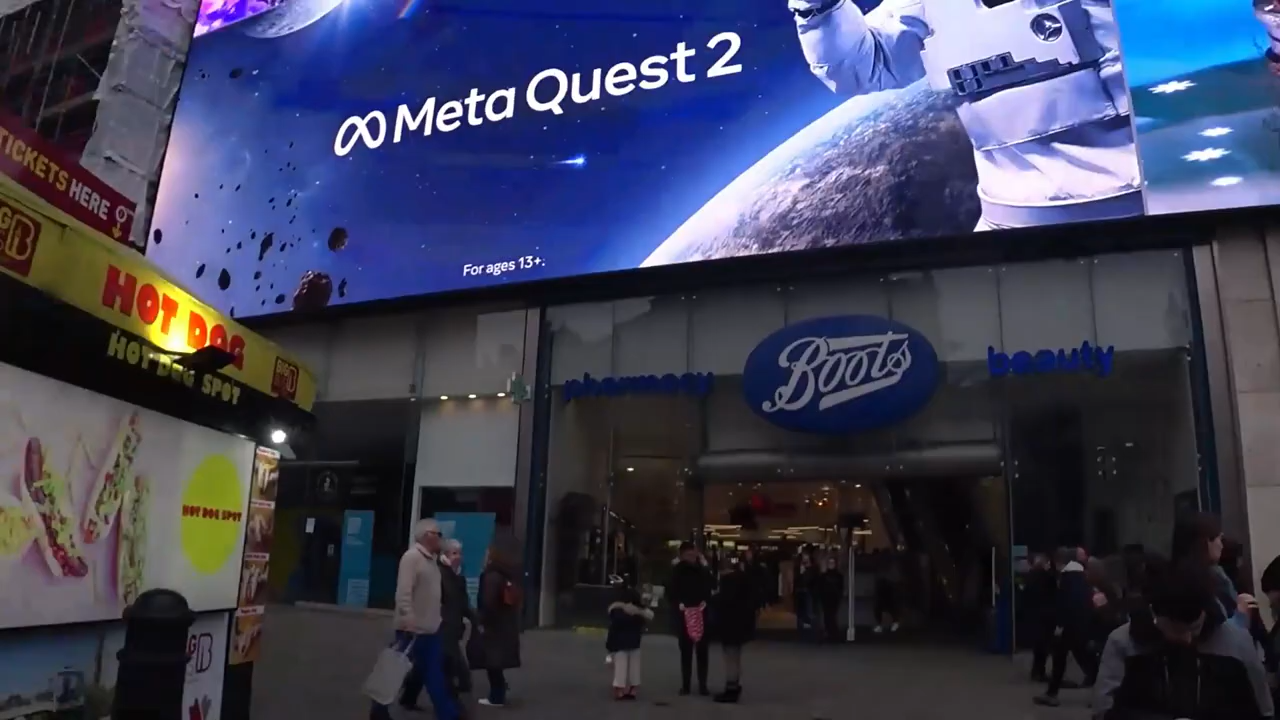 ∞ Meta Quest 2
For ages 13+.
TICKETS HERE
HOT DOG
HOT DOG SPOT
HOT DOG SPOT
pharmacy
Boots
beauty